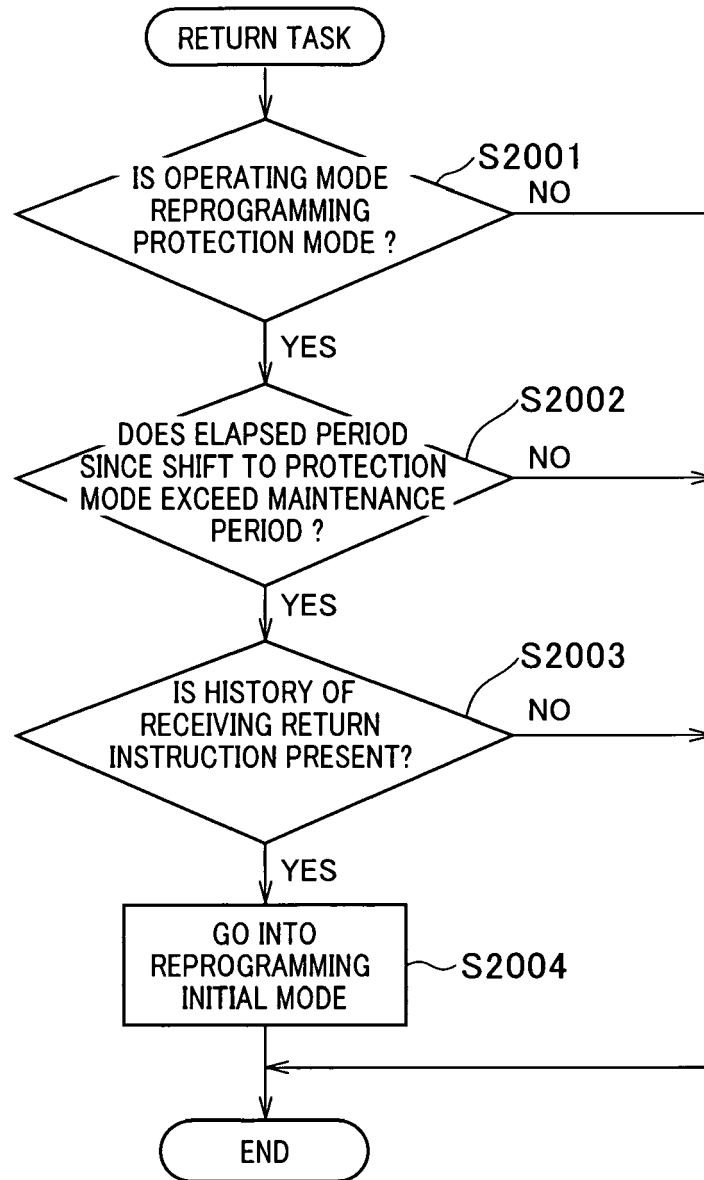 RETURN TASK
S2001
IS OPERATING MODE
REPROGRAMMING
PROTECTION MODE ?
NO
YES
S2002
DOES ELAPSED PERIOD
SINCE SHIFT TO PROTECTION
MODE EXCEED MAINTENANCE
PERIOD ?
NO
YES
S2003
IS HISTORY OF
RECEIVING RETURN
INSTRUCTION PRESENT?
NO
YES
GO INTO
REPROGRAMMING
INITIAL MODE
S2004
END